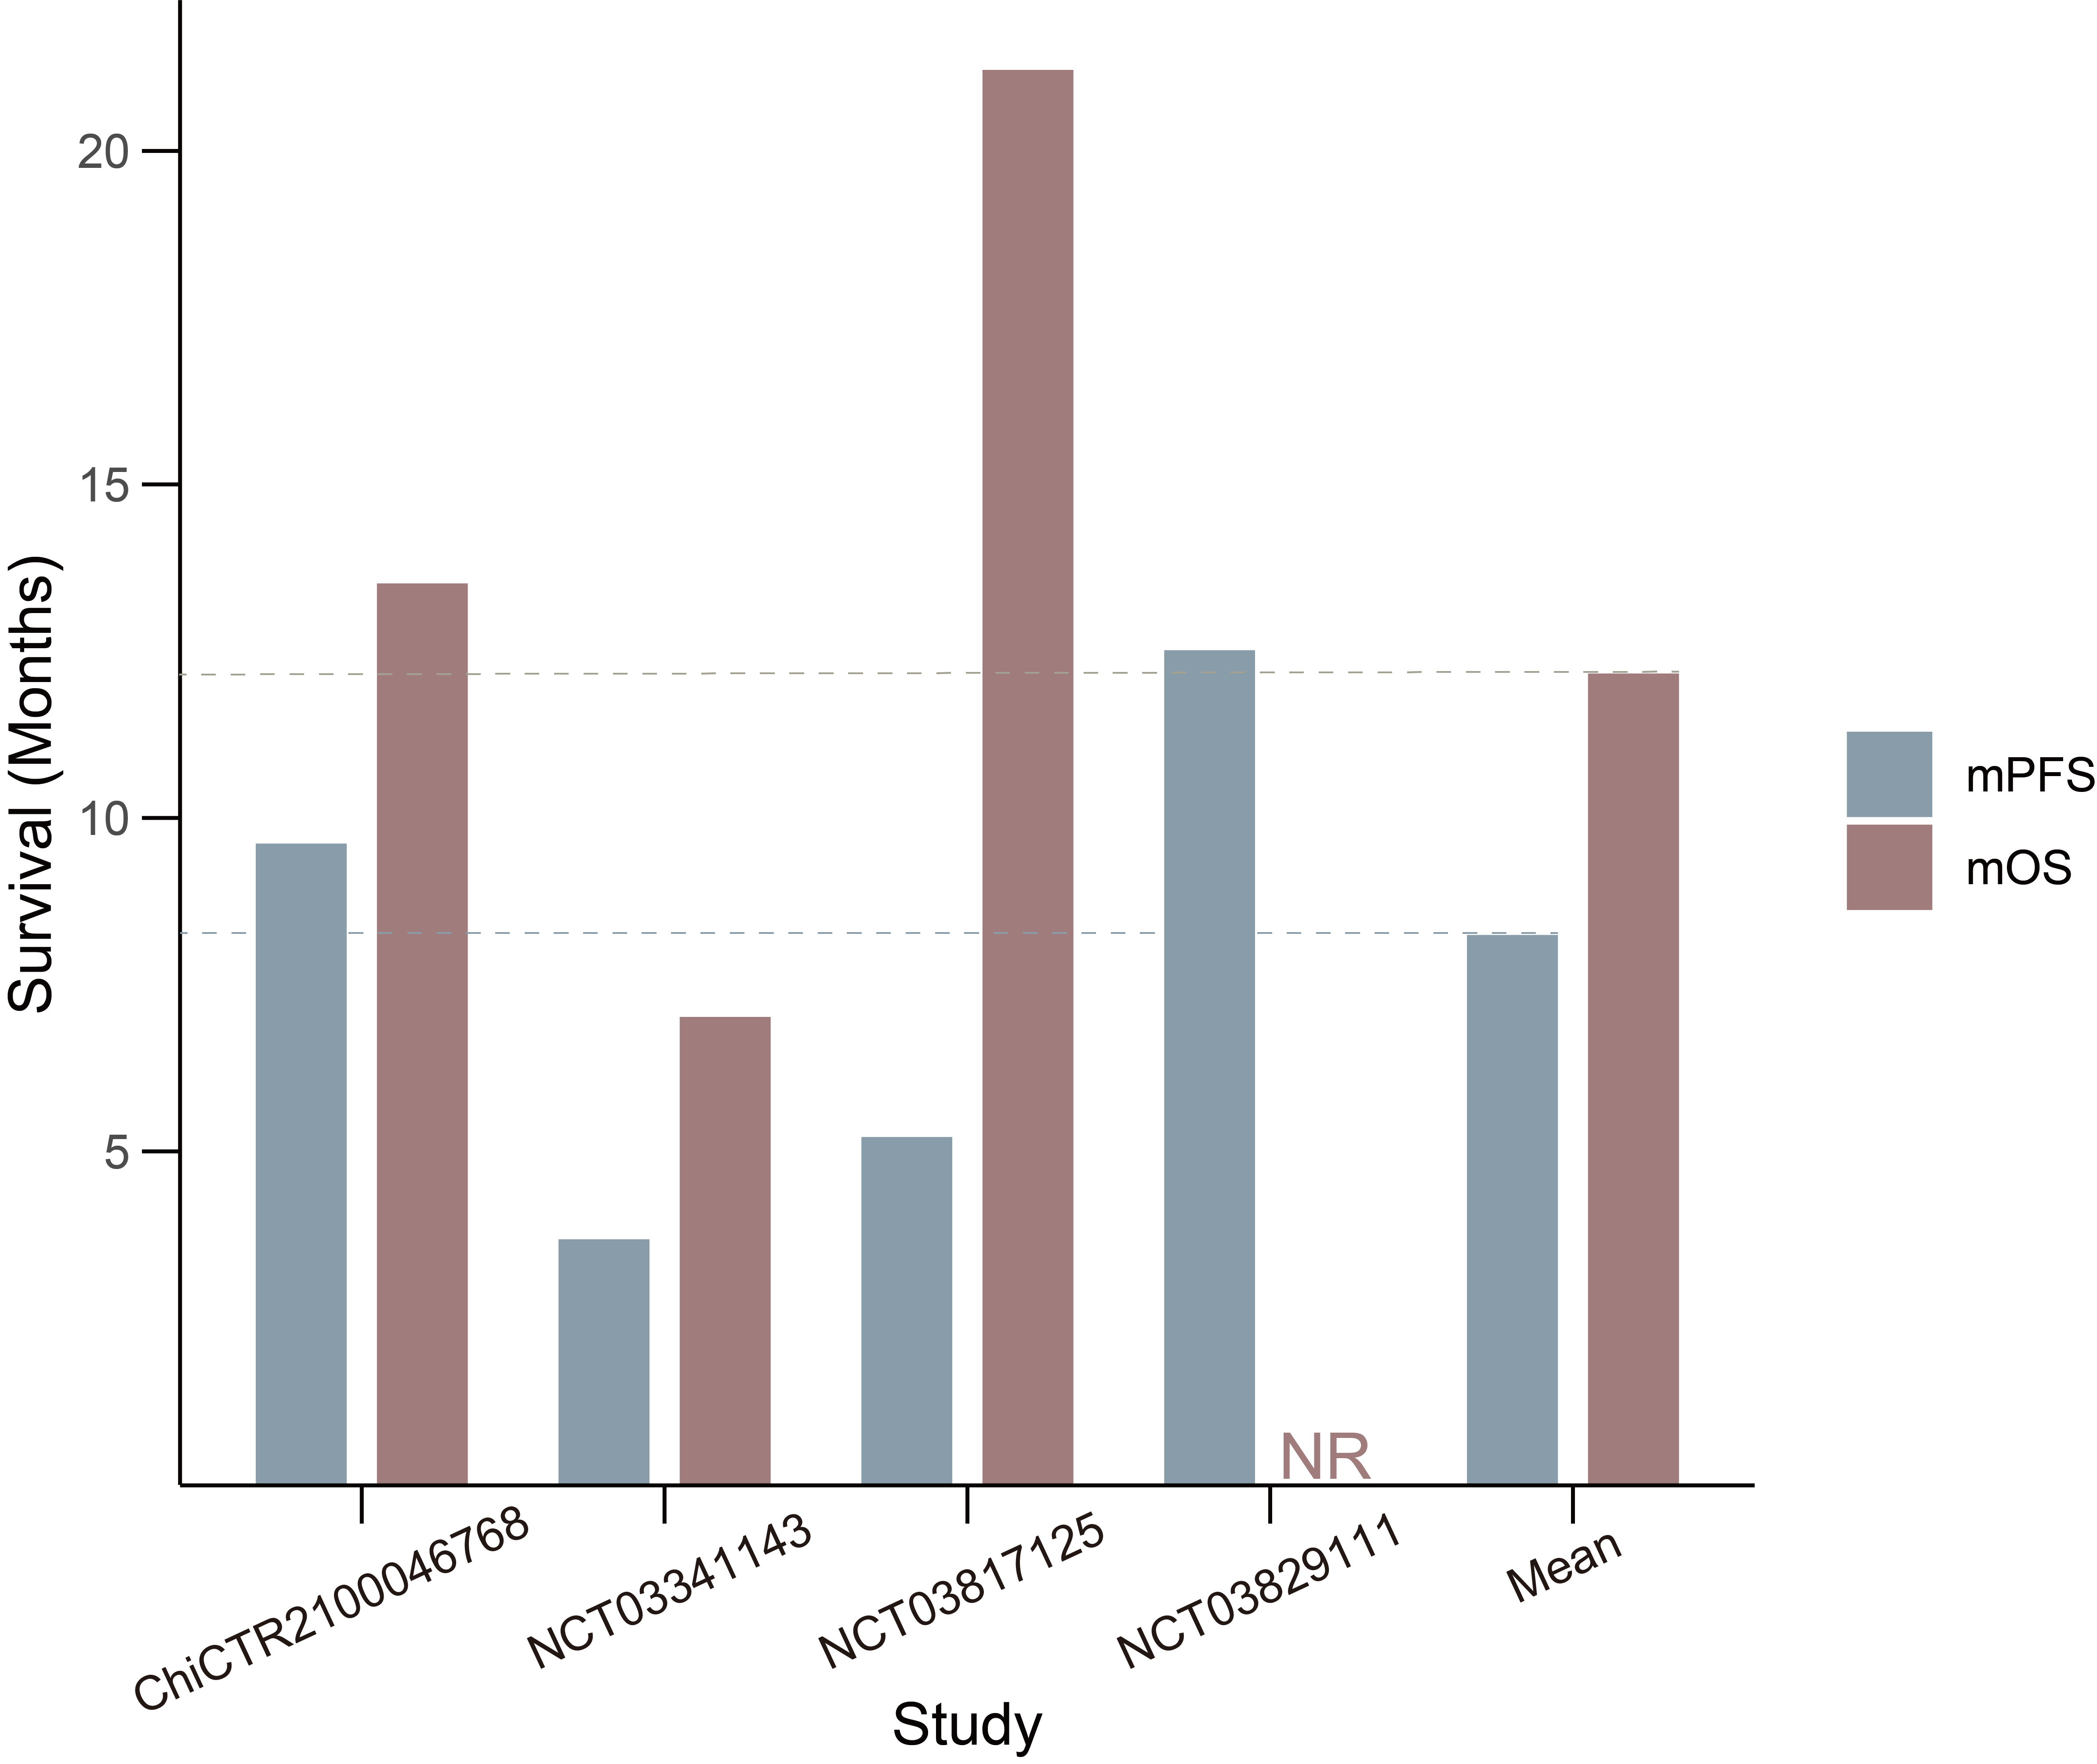 Survival (Months)
20
15
10
5
NR
mPFS
mOS
ChiCTR2100046768
NCT03341143
NCT03817125
NCT03829111
Mean
Study